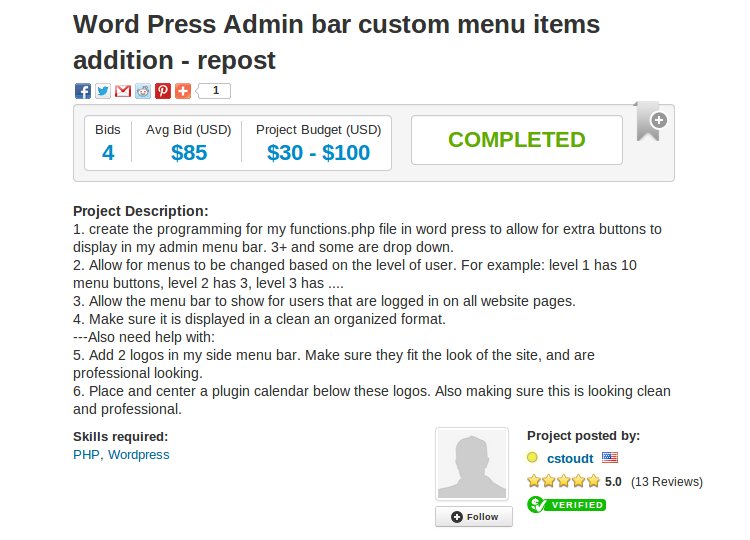 Word Press Admin bar custom menu items
addition - repost
1
Bids
4
Avg Bid (USD)
$85
Project Budget (USD)
$30 - $100
COMPLETED
Project Description:
1. create the programming for my functions.php file in word press to allow for extra buttons to
display in my admin menu bar. 3+ and some are drop down.
2. Allow for menus to be changed based on the level of user. For example: level 1 has 10
menu buttons, level 2 has 3, level 3 has ....
3. Allow the menu bar to show for users that are logged in on all website pages.
4. Make sure it is displayed in a clean an organized format.
---Also need help with:
5. Add 2 logos in my side menu bar. Make sure they fit the look of the site, and are
professional looking.
6. Place and center a plugin calendar below these logos. Also making sure this is looking clean
and professional.
Skills required:
PHP, Wordpress
Follow
Project posted by:
cstoudt
5.0 (13 Reviews)
VERIFIED